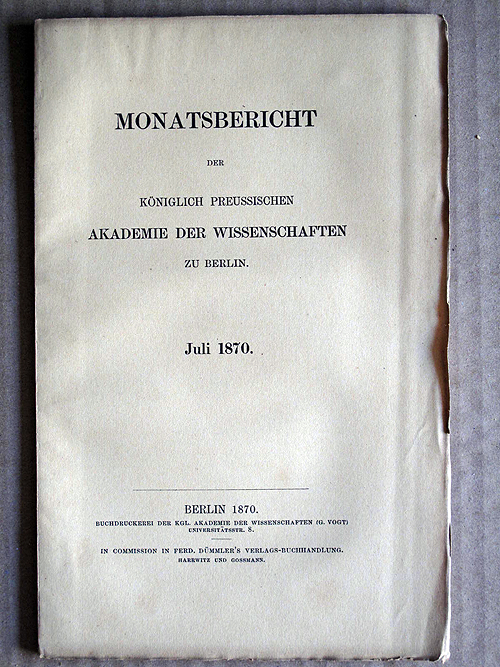 MONATSBERICHT
DER
KÖNIGLICH PREUSSISCHEN
AKADEMIE DER WISSENSCHAFTEN
ZU BERLIN.
Juli 1870.
BERLIN 1870.
BUCHDRUCKEREI DER KGL. AKADEMIE DER WISSENSCHAFTEN (G. VOGT)
UNIVERSITÄTSSTR. 8.
IN COMMISSION IN FERD. DÜMMLER'S VERLAGS-BUCHHANDLUNG.
HARRWITZ UND GOSSMANN.